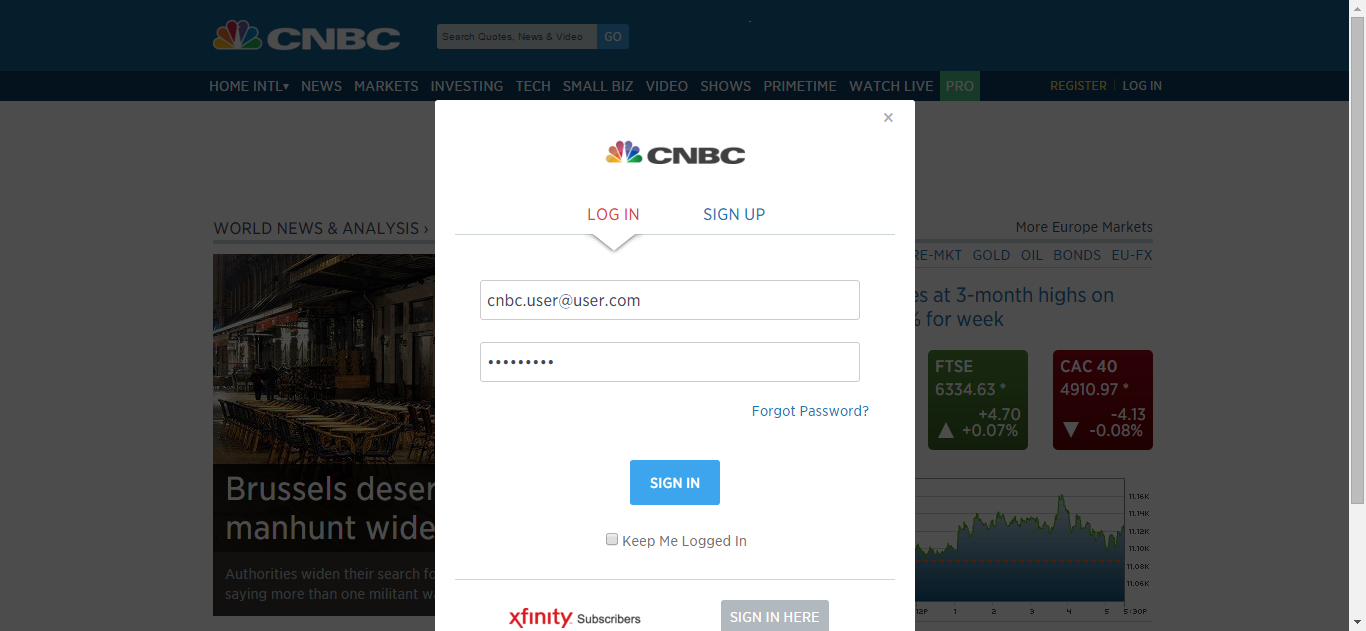 CNBC
Search Quotes, News & Video GO
HOME INTL▾ NEWS MARKETS INVESTING TECH SMALL BIZ VIDEO SHOWS PRIMETIME WATCH LIVE PRO REGISTER | LOG IN
×
CNBC
LOG IN SIGN UP
cnbc.user@user.com
•••••••••
Forgot Password?
SIGN IN
Keep Me Logged In
xfinity Subscribers SIGN IN HERE
WORLD NEWS & ANALYSIS ›
Brussels deser
manhunt wide
Authorities widen their search fo
saying more than one militant wa
More Europe Markets
RE-MKT GOLD OIL BONDS EU-FX
es at 3-month highs on
% for week
FTSE
6334.63 *
+4.70
▲ +0.07%
CAC 40
4910.97 *
-4.13
▼ -0.08%
11.16K
11.14K
11.12K
11.10K
11.08K
11.06K
12P 1 2 3 4 5 5:30P